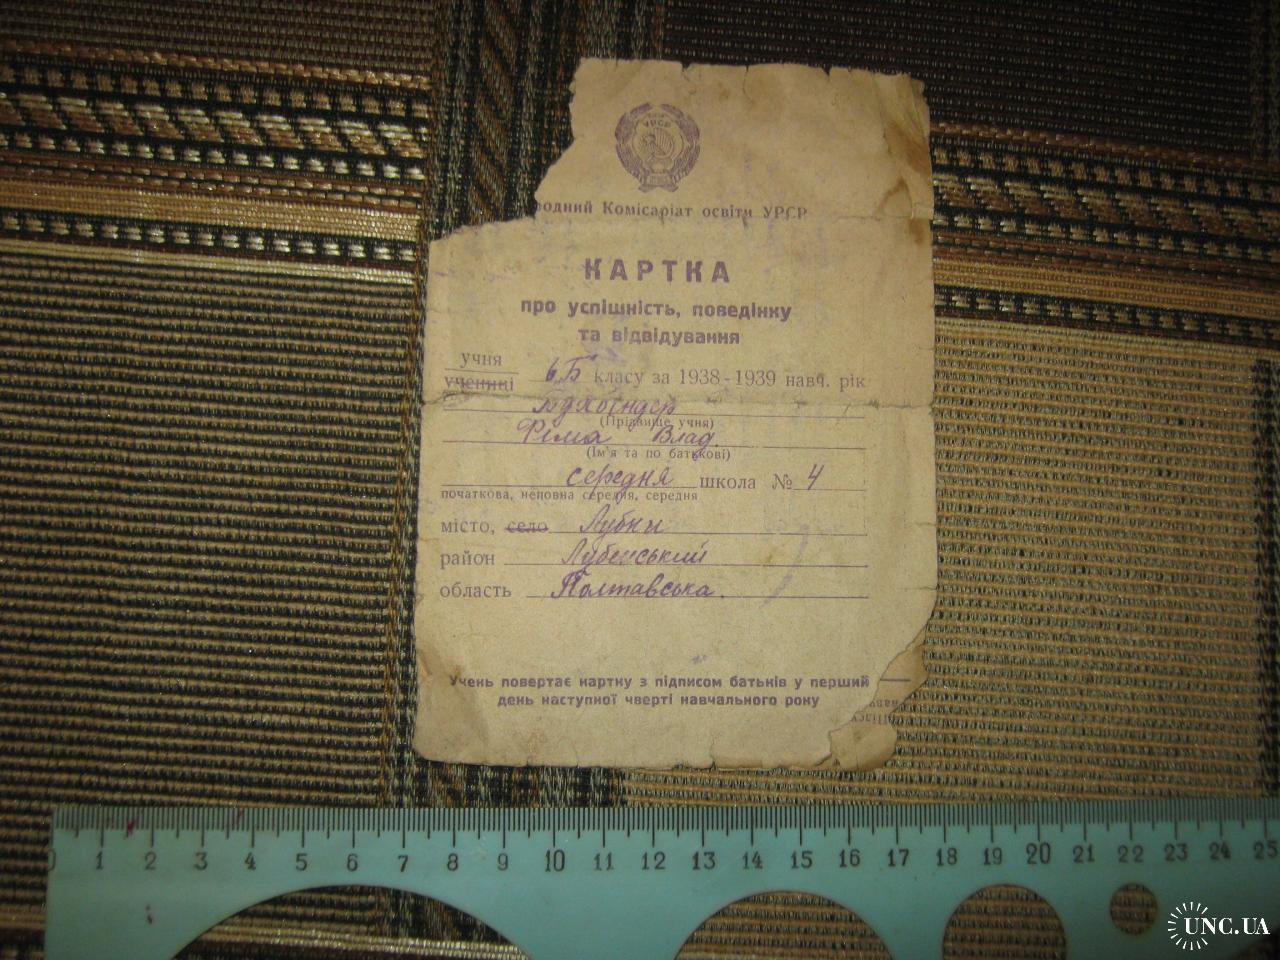 УРСР
родний Комісаріат освіти УРСР
КАРТКА
про успішність, поведінку
та відвідування
учня
учениці 6 Б класу за 1938-1939 навч. рік
(Прізвище учня)
Фіма Влад.
(Ім'я та по батькові)
середня школа № 4
початкова, неповна середня, середня
місто, село Лубни
район Лубенський
область Полтавська.
Учень повертає картку з підписом батьків у перший
день наступної чверті навчального року
0 1 2 3 4 5 6 7 8 9 10 11 12 13 14 15 16 17 18 19 20 21 22 23 24 25
UNC.UA